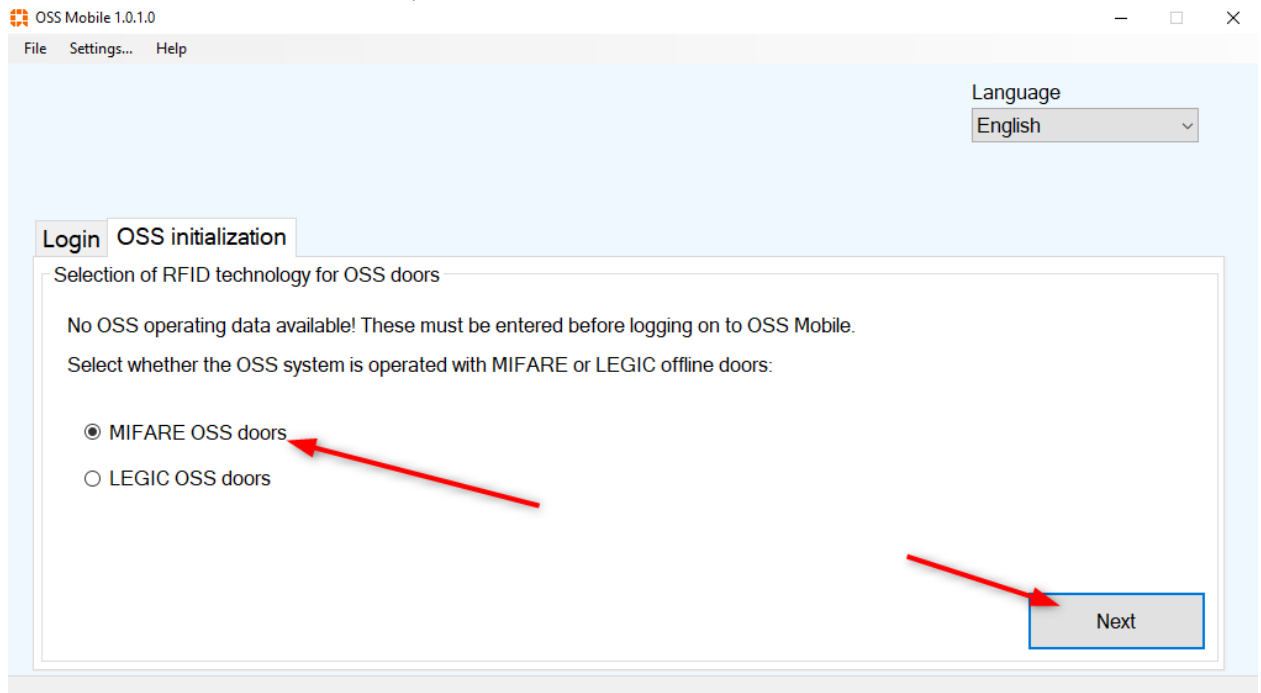 OSS Mobile 1.0.1.0
File Settings... Help
Language
English
Login OSS initialization
Selection of RFID technology for OSS doors
No OSS operating data available! These must be entered before logging on to OSS Mobile.
Select whether the OSS system is operated with MIFARE or LEGIC offline doors:
MIFARE OSS doors
LEGIC OSS doors
Next